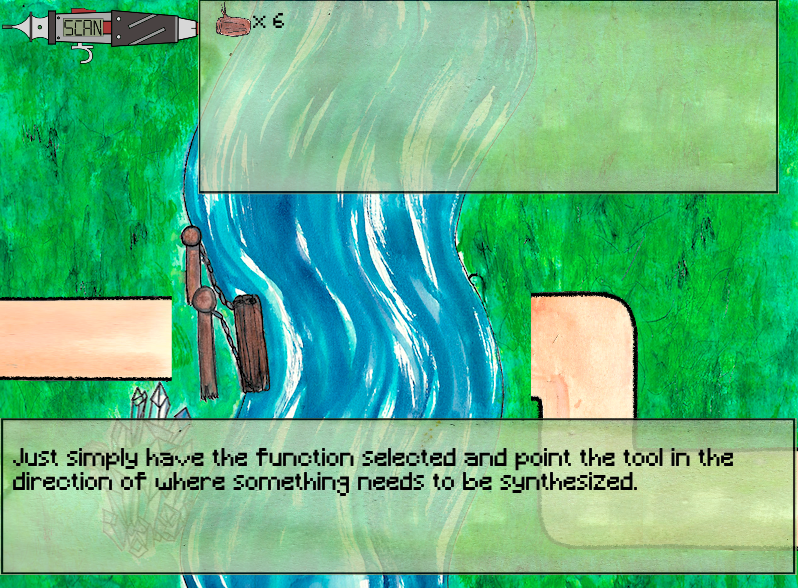 SCAN
x 6
Just simply have the function selected and point the tool in the
direction of where something needs to be synthesized.